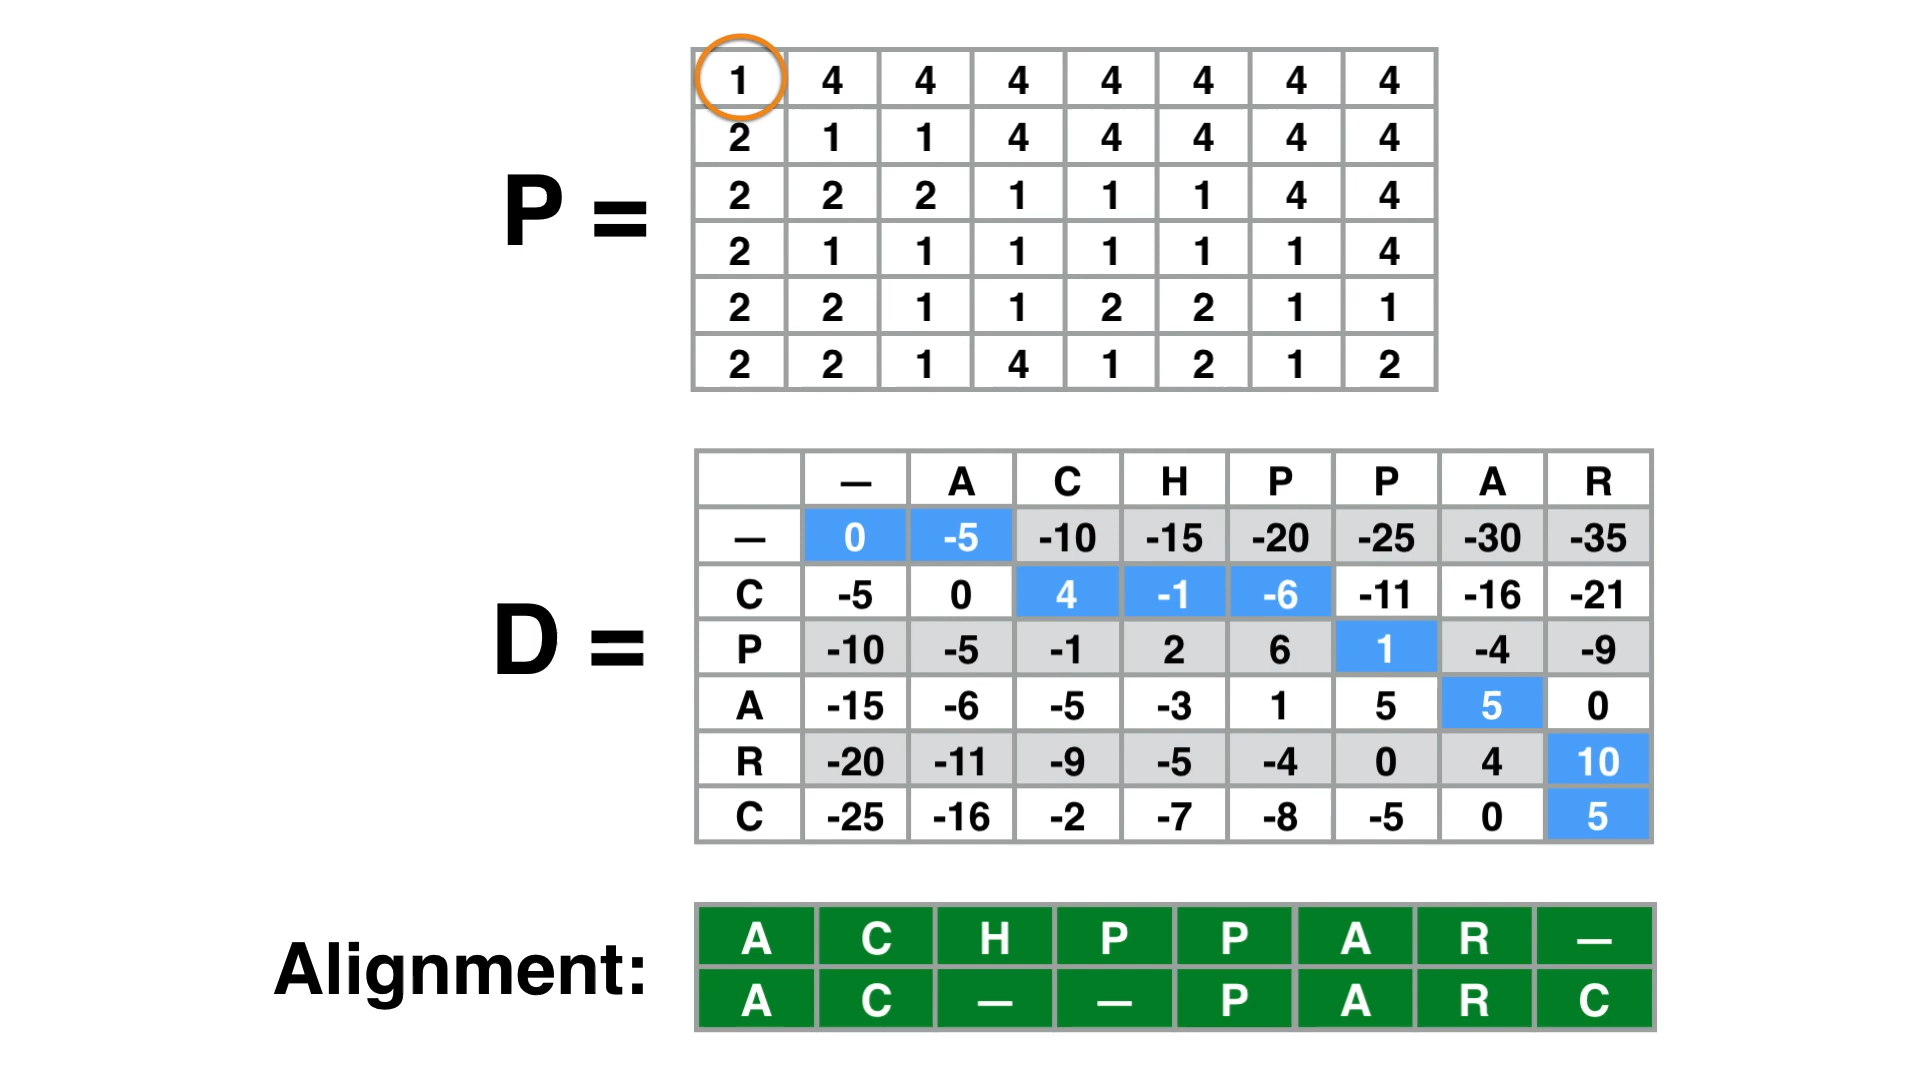 1 4 4 4 4 4 4 4
2 1 1 4 4 4 4 4
P =
2 2 2 1 1 1 4 4
2 1 1 1 1 1 1 4
2 2 1 1 2 2 1 1
2 2 1 4 1 2 1 2
— A C H P P A R
— 0 -5 -10 -15 -20 -25 -30 -35
C -5 0 4 -1 -6 -11 -16 -21
D =
P -10 -5 -1 2 6 1 -4 -9
A -15 -6 -5 -3 1 5 5 0
R -20 -11 -9 -5 -4 0 4 10
C -25 -16 -2 -7 -8 -5 0 5
Alignment:
A C H P P A R —
A C — — P A R C